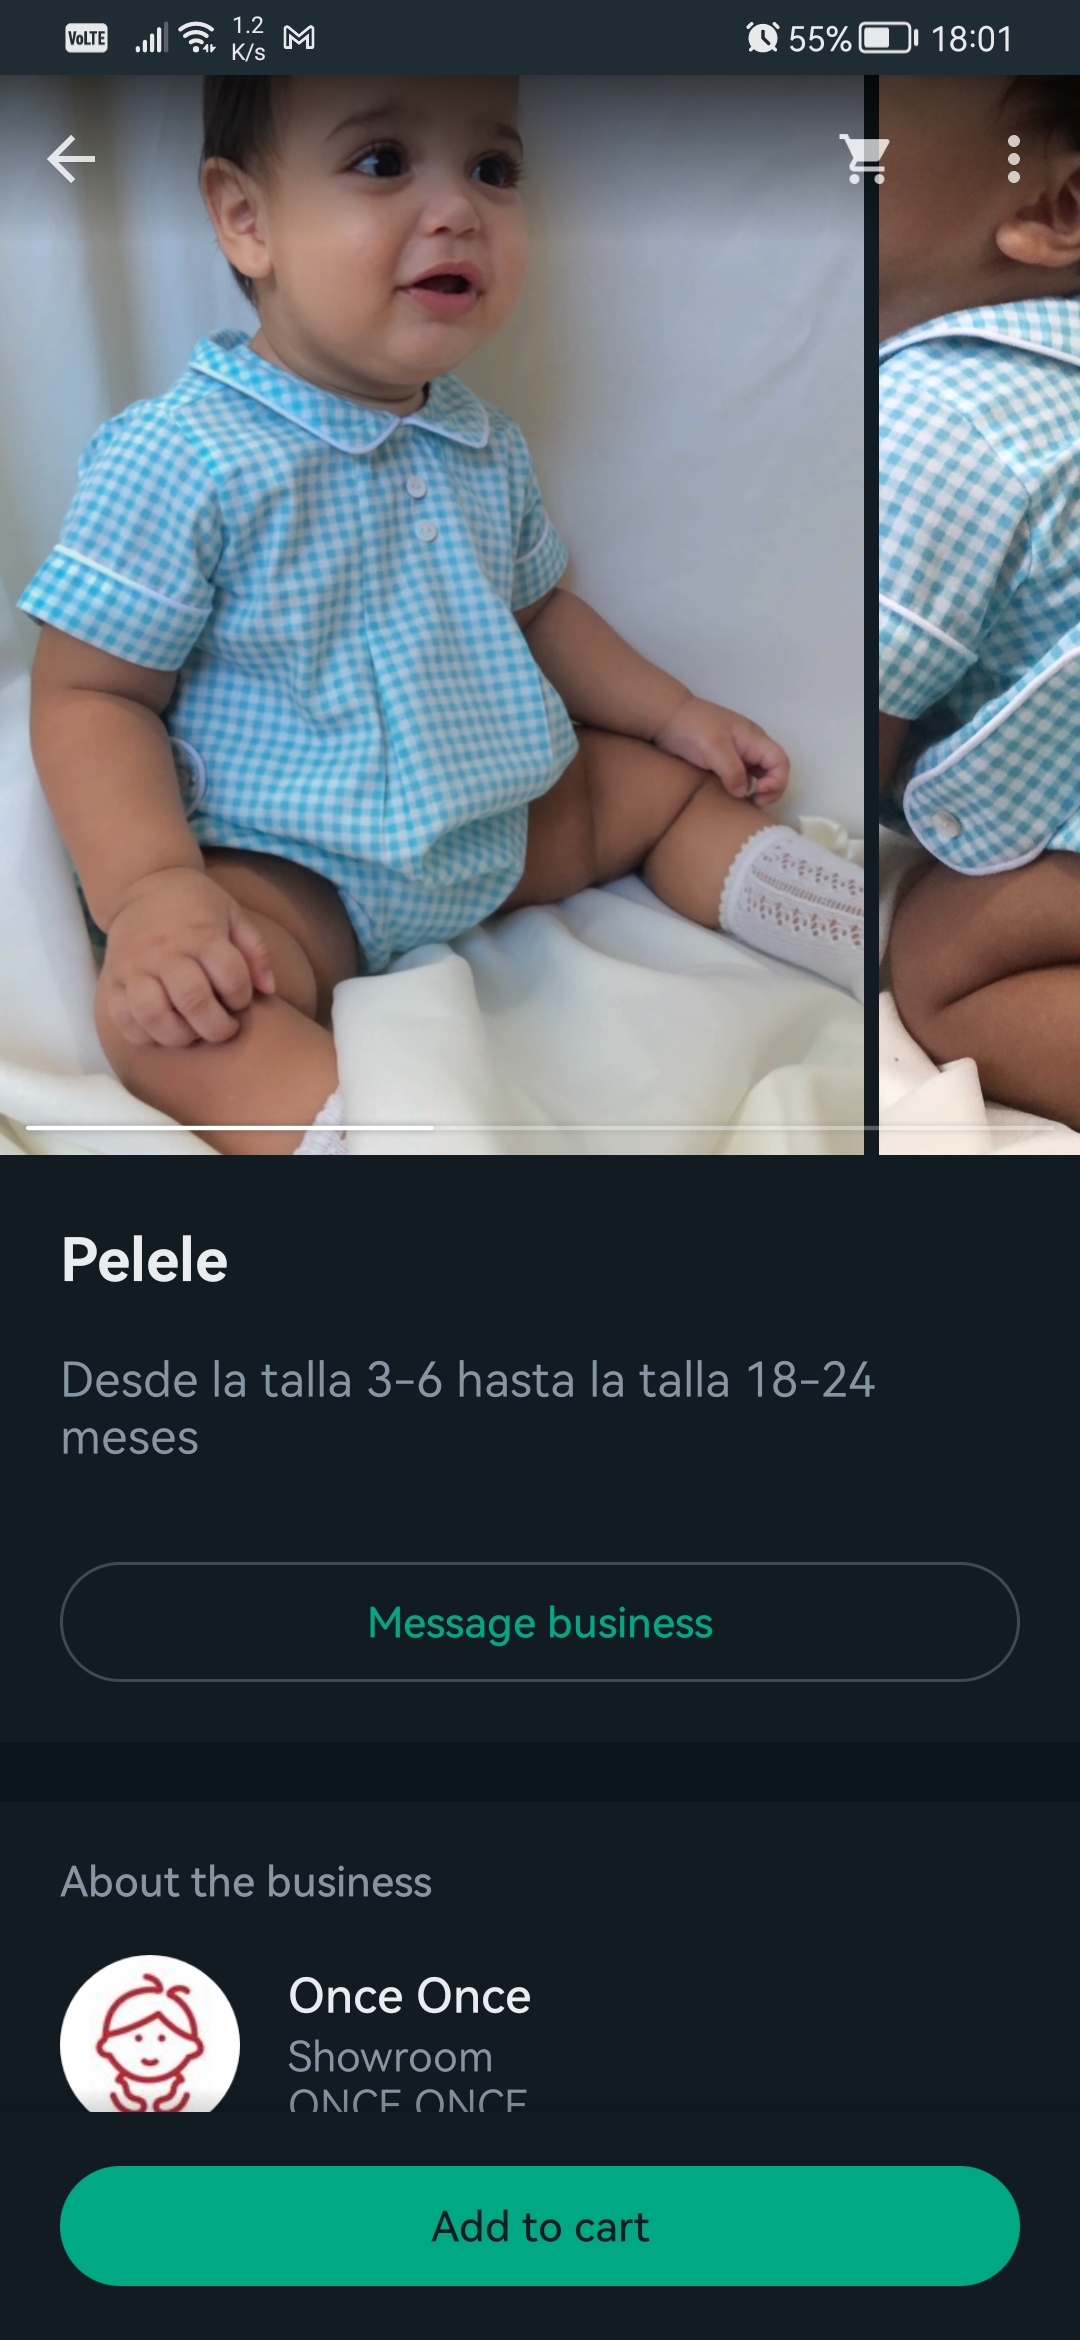 VoLTE 1.2 K/s 55% 18:01
Pelele
Desde la talla 3-6 hasta la talla 18-24
meses
Message business
About the business
Once Once
Showroom
ONCE ONCE
Add to cart